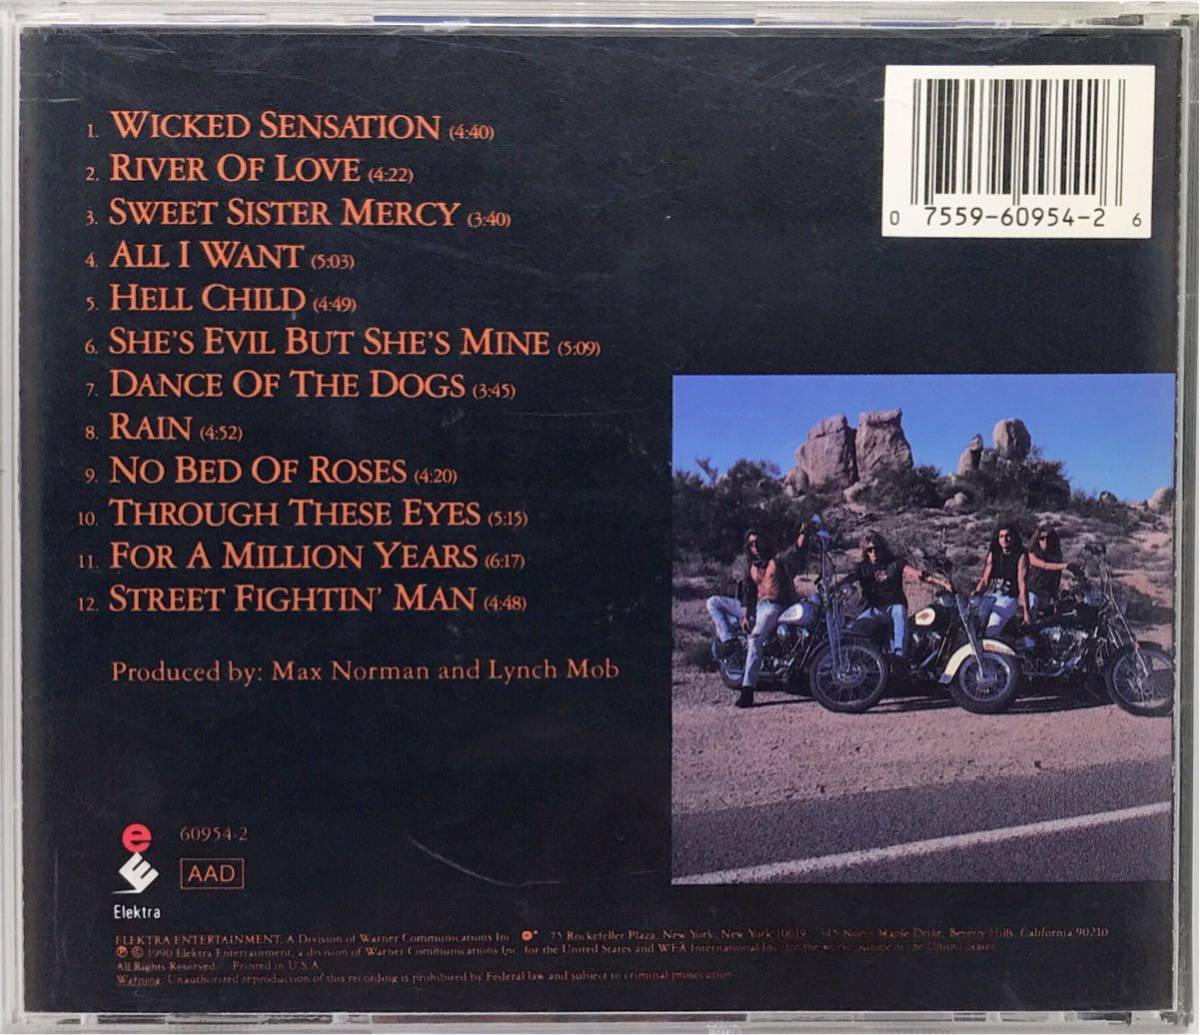 1. WICKED SENSATION (4:40)
2. RIVER OF LOVE (4:22)
3. SWEET SISTER MERCY (3:40)
4. ALL I WANT (5:03)
5. HELL CHILD (4:49)
6. SHE'S EVIL BUT SHE'S MINE (5:09)
7. DANCE OF THE DOGS (3:45)
8. RAIN (4:52)
9. NO BED OF ROSES (4:20)
10. THROUGH THESE EYES (5:15)
11. FOR A MILLION YEARS (6:17)
12. STREET FIGHTIN' MAN (4:48)
Produced by: Max Norman and Lynch Mob
0 7559-60954-2 6
60954-2
AAD
Elektra
ELEKTRA ENTERTAINMENT, A Division of Warner Communications Inc. 75 Rockefeller Plaza, New York, New York 10019 North Maple Drive, Beverly Hills, California 90210
℗ © 1990 Elektra Entertainment, a division of Warner Communications Inc. for the United States and WEA International Inc. for the world outside of the United States
All Rights Reserved. Printed in U.S.A.
Warning: Unauthorized reproduction of this recording is prohibited by Federal law and subject to criminal prosecution.